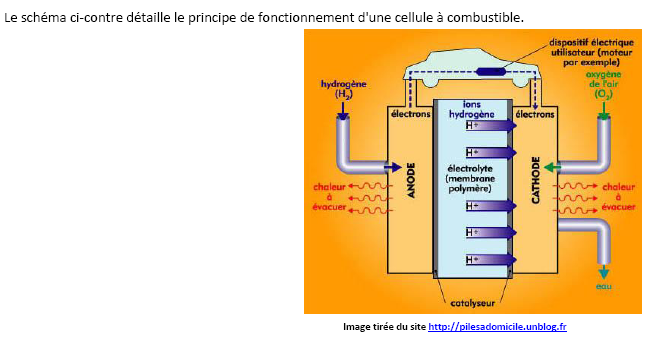 Le schéma ci-contre détaille le principe de fonctionnement d'une cellule à combustible.
dispositif électrique
utilisateur (moteur
par exemple)
hydrogène
(H₂)
oxygène
de l'air
(O₂)
électrons
ions
hydrogène
électrons
H+
H+
ANODE
électrolyte
(membrane
polymère)
CATHODE
chaleur
à
évacuer
chaleur
à
évacuer
H+
H+
H+
eau
catalyseur
Image tirée du site http://pilesadomicile.unblog.fr